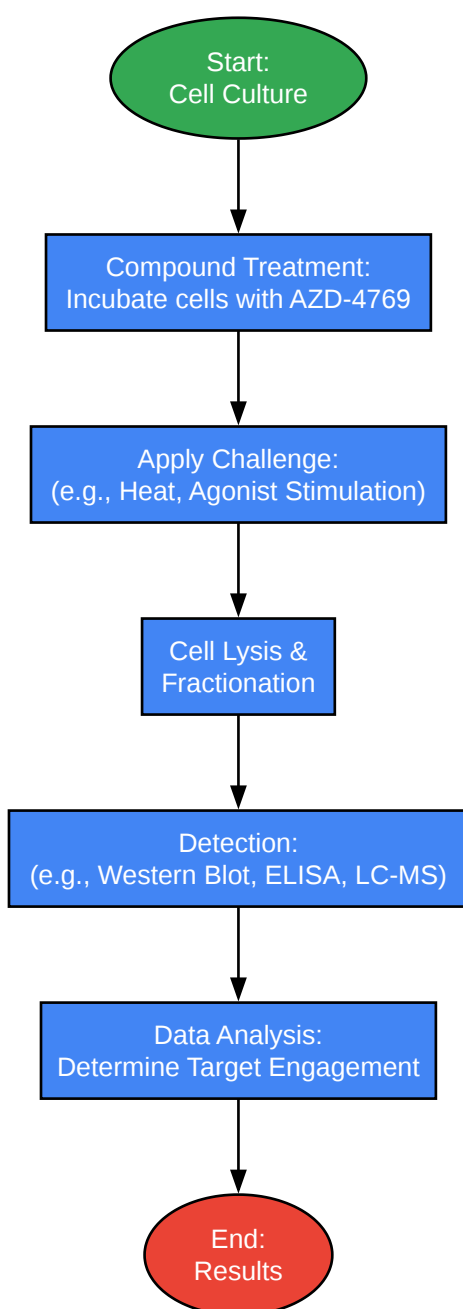 Start:
Cell Culture
Compound Treatment:
Incubate cells with AZD-4769
Apply Challenge:
(e.g., Heat, Agonist Stimulation)
Cell Lysis &
Fractionation
Detection:
(e.g., Western Blot, ELISA, LC-MS)
Data Analysis:
Determine Target Engagement
End:
Results